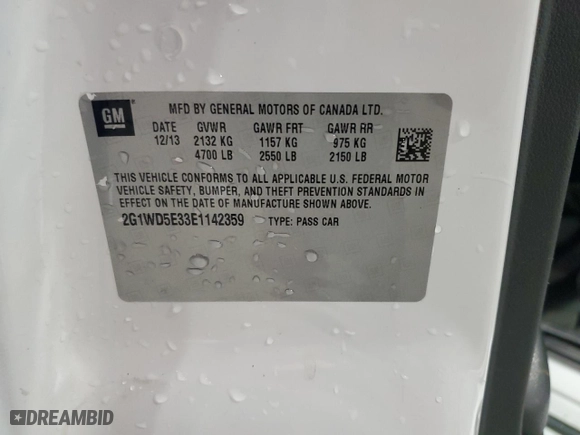 GM
MFD BY GENERAL MOTORS OF CANADA LTD.
DATE GVWR GAWR FRT GAWR RR
12/13 2132 KG 1157 KG 975 KG
4700 LB 2550 LB 2150 LB
THIS VEHICLE CONFORMS TO ALL APPLICABLE U.S. FEDERAL MOTOR
VEHICLE SAFETY, BUMPER, AND THEFT PREVENTION STANDARDS IN
EFFECT ON THE DATE OF MANUFACTURE SHOWN ABOVE.
2G1WD5E33E1142359 TYPE: PASS CAR
DREAMBID